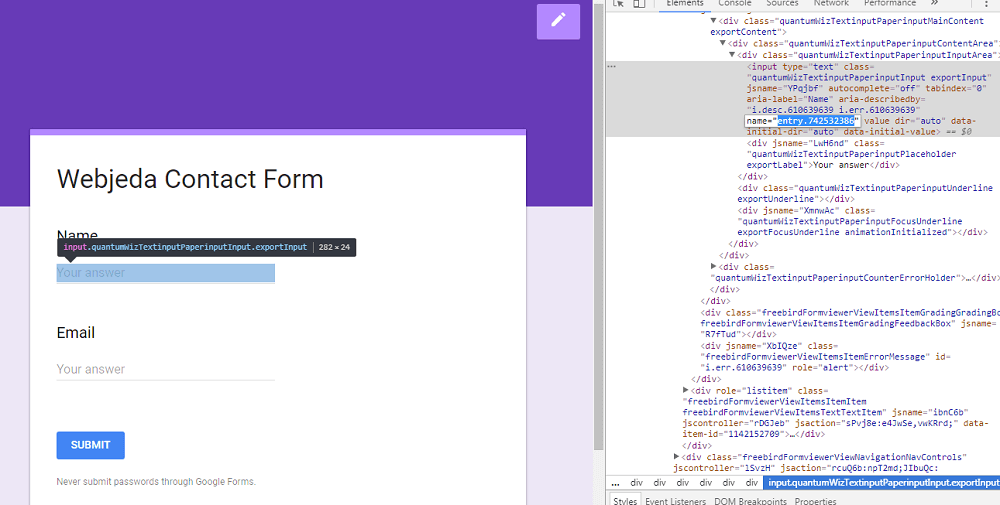 Webjeda Contact Form
Name
input.quantumWizTextinputPaperinputInput.exportInput | 282 × 24
Your answer
Email
Your answer
SUBMIT
Never submit passwords through Google Forms.
Elements Console Sources Network Timeline Performance
<div class="quantumWizTextinputPaperinputMainContent
exportContent">
<div class="quantumWizTextinputPaperinputContentArea">
<div class="quantumWizTextinputPaperinputInputArea">
... <input type="text" class=
"quantumWizTextinputPaperinputInput exportInput"
jsname="YPqjbf" autocomplete="off" tabindex="0"
aria-label="Name" aria-describedby=
"i.desc.610639639 i.err.610639639"
name="entry.742532386" value dir="auto" data-
initial-dir="auto" data-initial-value> == $0
<div jsname="LwH6nd" class=
"quantumWizTextinputPaperinputPlaceholder
exportLabel">Your answer</div>
</div>
<div class="quantumWizTextinputPaperinputUnderline
exportUnderline"></div>
<div jsname="XmnwAc" class=
"quantumWizTextinputPaperinputFocusUnderline
exportFocusUnderline animationInitialized"></div>
</div>
</div>
<div class=
"quantumWizTextinputPaperinputCounterErrorHolder">…</div>
</div>
</div>
<div class="freebirdFormviewerViewItemsItemGradingGradingBo
freebirdFormviewerViewItemsItemGradingFeedbackBox" jsname=
"R7fTud"></div>
<div jsname="XbIQze" class=
"freebirdFormviewerViewItemsItemErrorMessage" id=
"i.err.610639639" role="alert"></div>
</div>
<div role="listitem" class=
"freebirdFormviewerViewItemsItemItem
freebirdFormviewerViewItemsTextTextItem" jsname="ibnC6b"
jscontroller="rDGJeb" jsaction="sPvj8e:e4JwSe,vwKRrd;" data-
item-id="1142152709">…</div>
<div class="freebirdFormviewerViewNavigationNavControls"
jscontroller="lSvzH" jsaction="rcuQ6b:npT2md;JIbuQc:
... div div div div div div div input.quantumWizTextinputPaperinputInput.exportInput
Styles Event Listeners DOM Breakpoints Properties